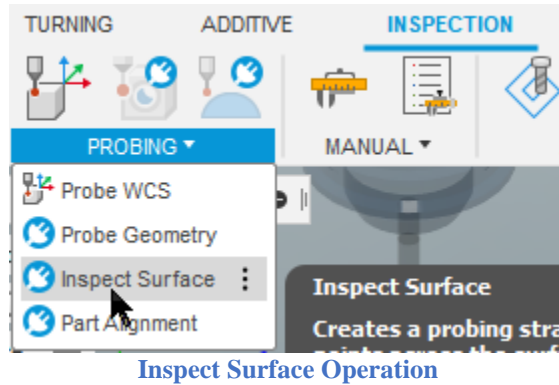 TURNING ADDITIVE INSPECTION
PROBING MANUAL
Probe WCS
Probe Geometry
Inspect Surface
Part Alignment
Inspect Surface
Creates a probing stra
Inspect Surface Operation